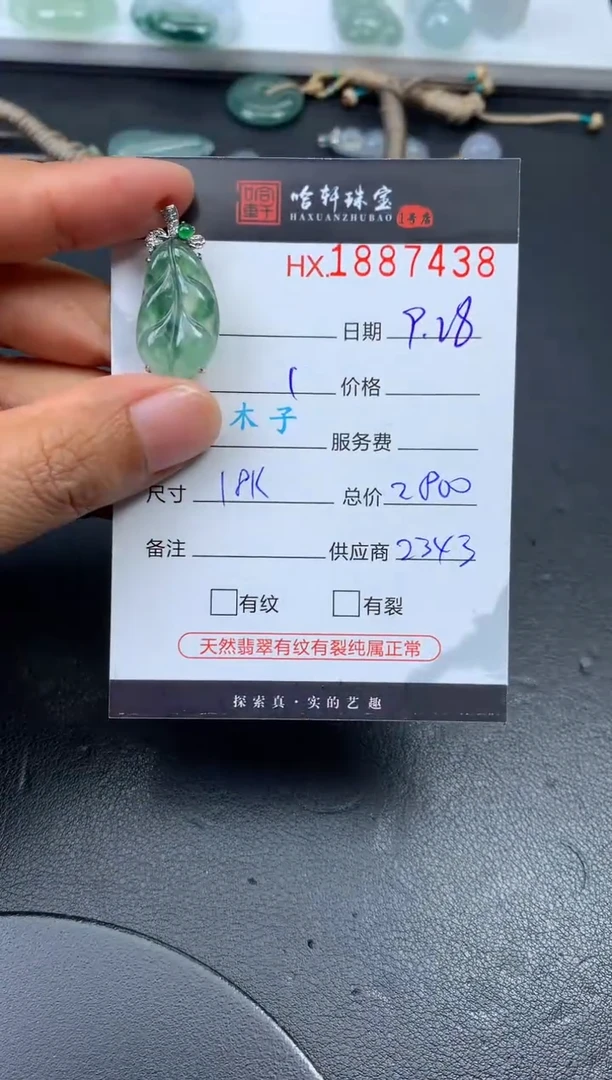 哈轩珠宝
HAXUANZHUBAO 1号店
HX.1887438
日期 9.28
1 价格
木子
服务费
尺寸 18K 总价 2800
备注 供应商 2343
有纹 有裂
天然翡翠有纹有裂纯属正常
探索真·实的艺趣